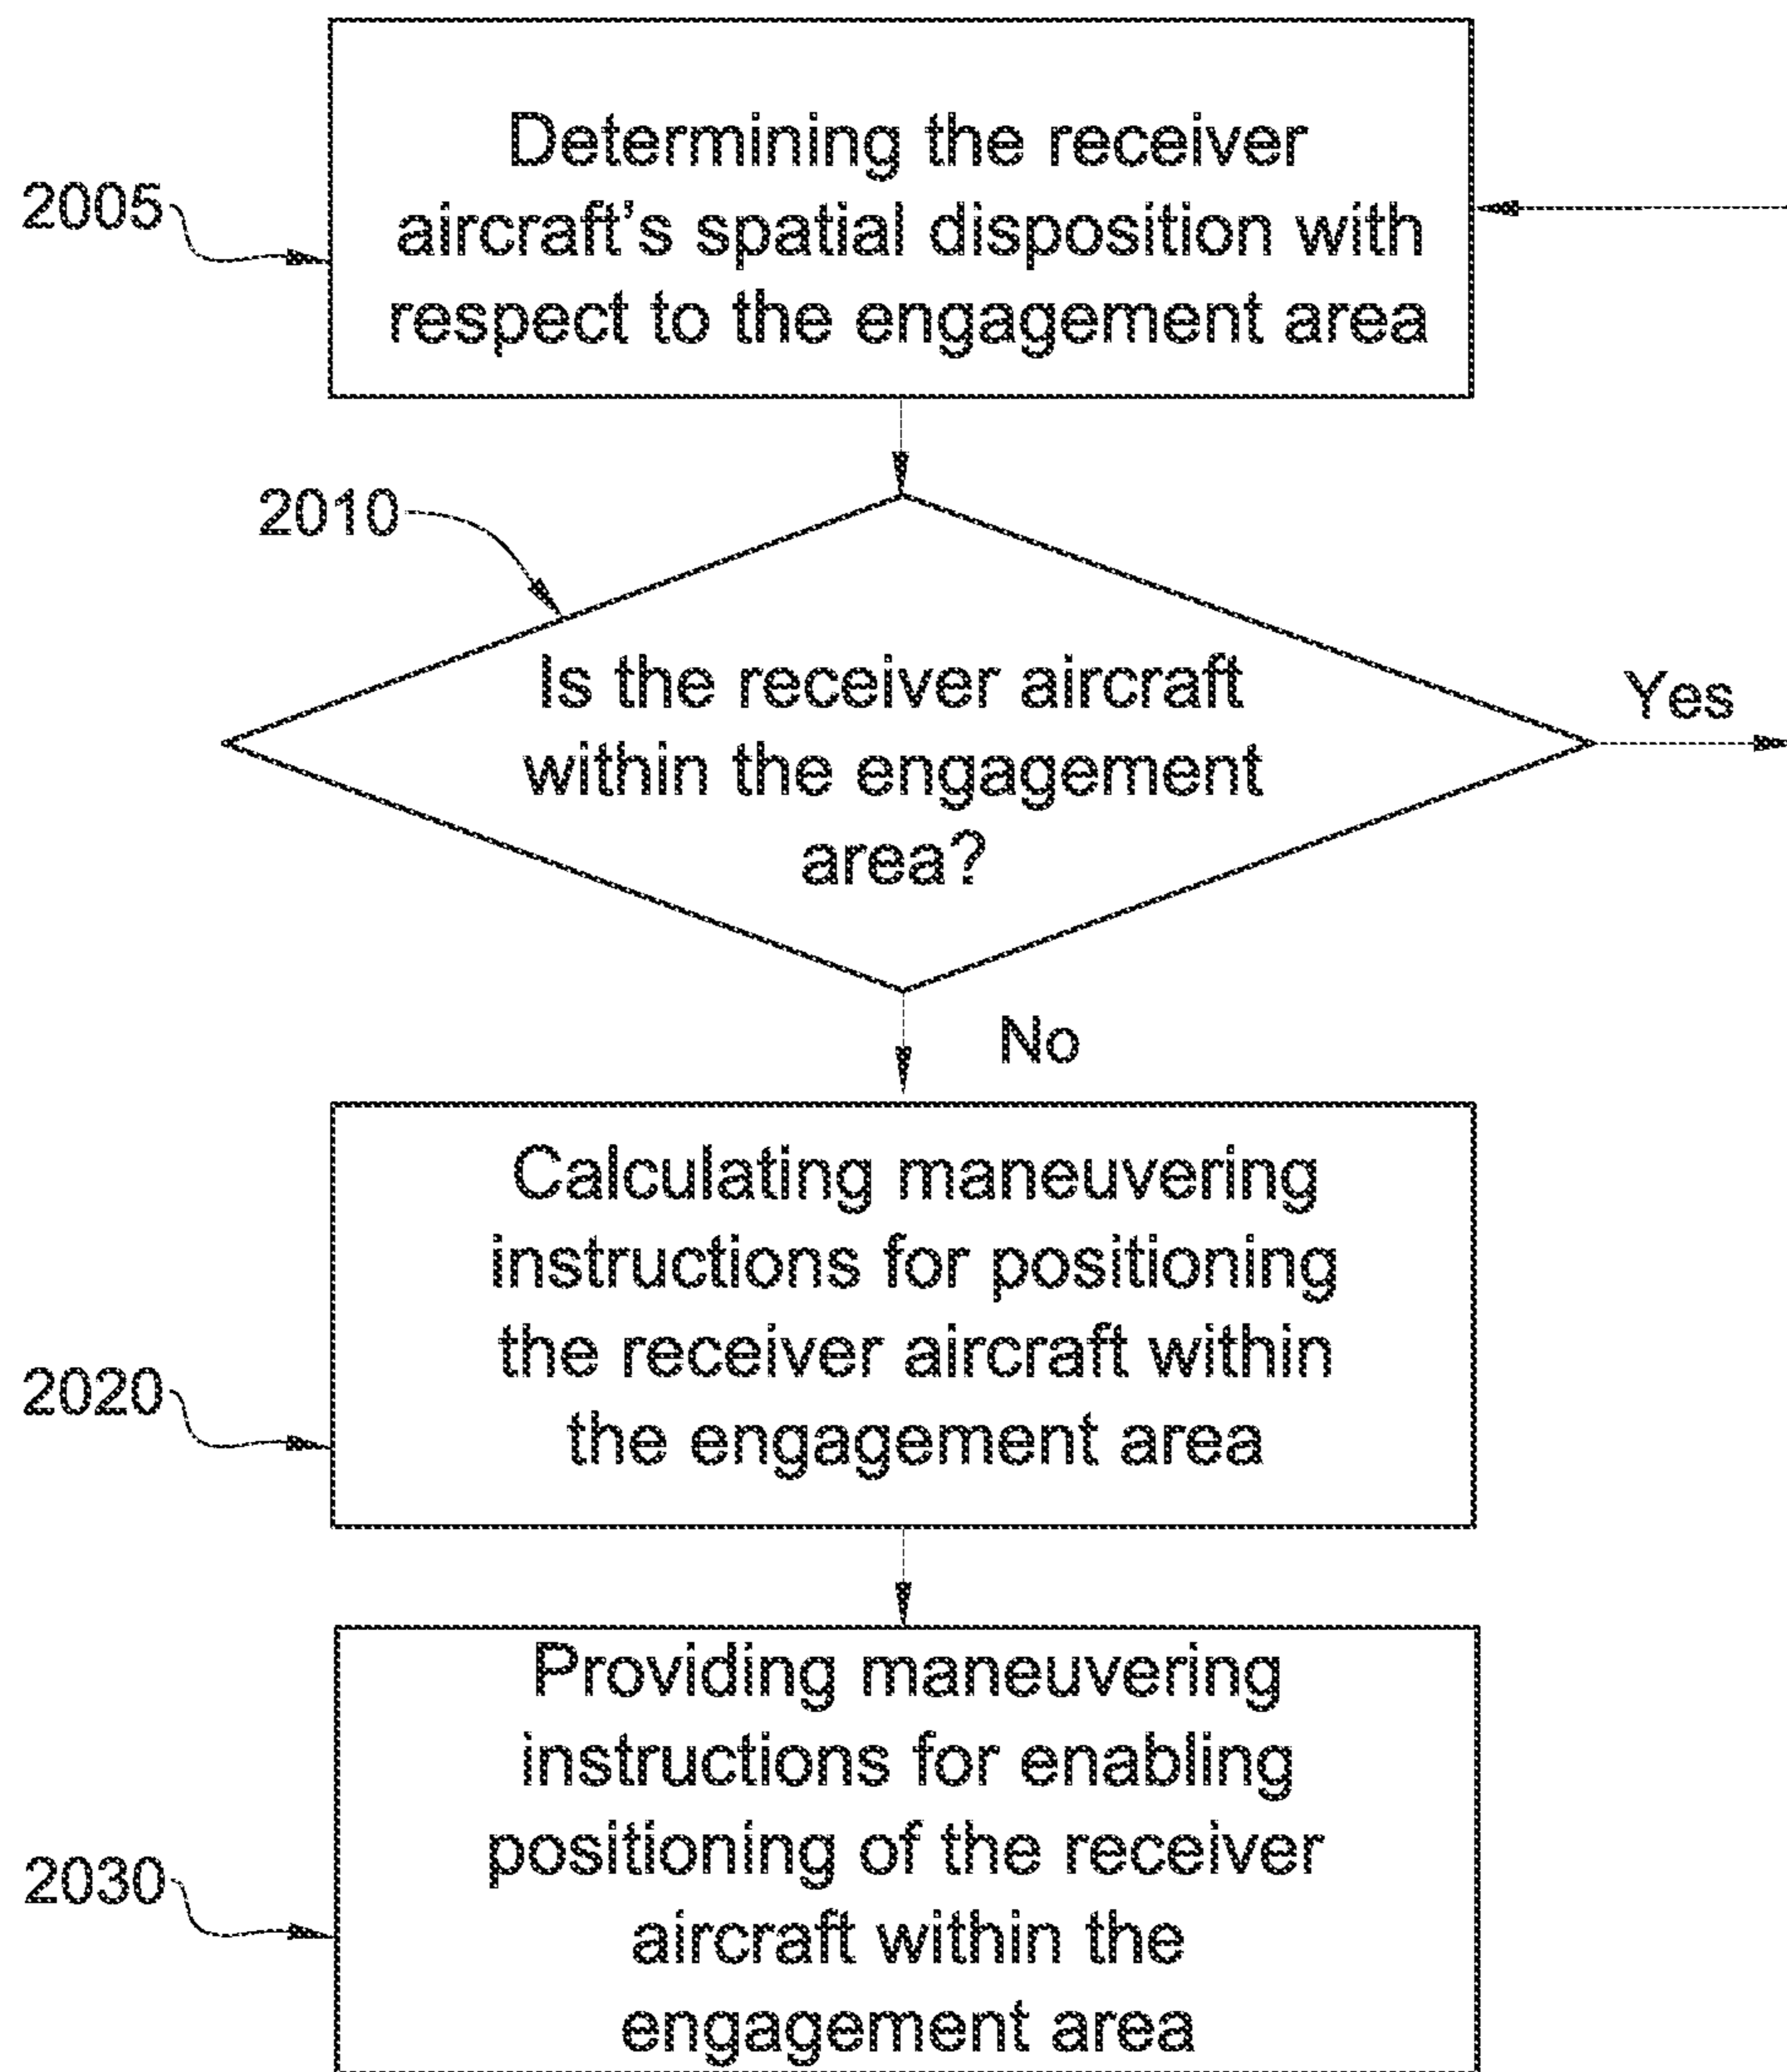 Determining the receiver
aircraft's spatial disposition with
respect to the engagement area
2005
2010
Is the receiver aircraft
within the engagement
area?
Yes
No
Calculating maneuvering
instructions for positioning
the receiver aircraft within
the engagement area
2020
Providing maneuvering
instructions for enabling
positioning of the receiver
aircraft within the
engagement area
2030